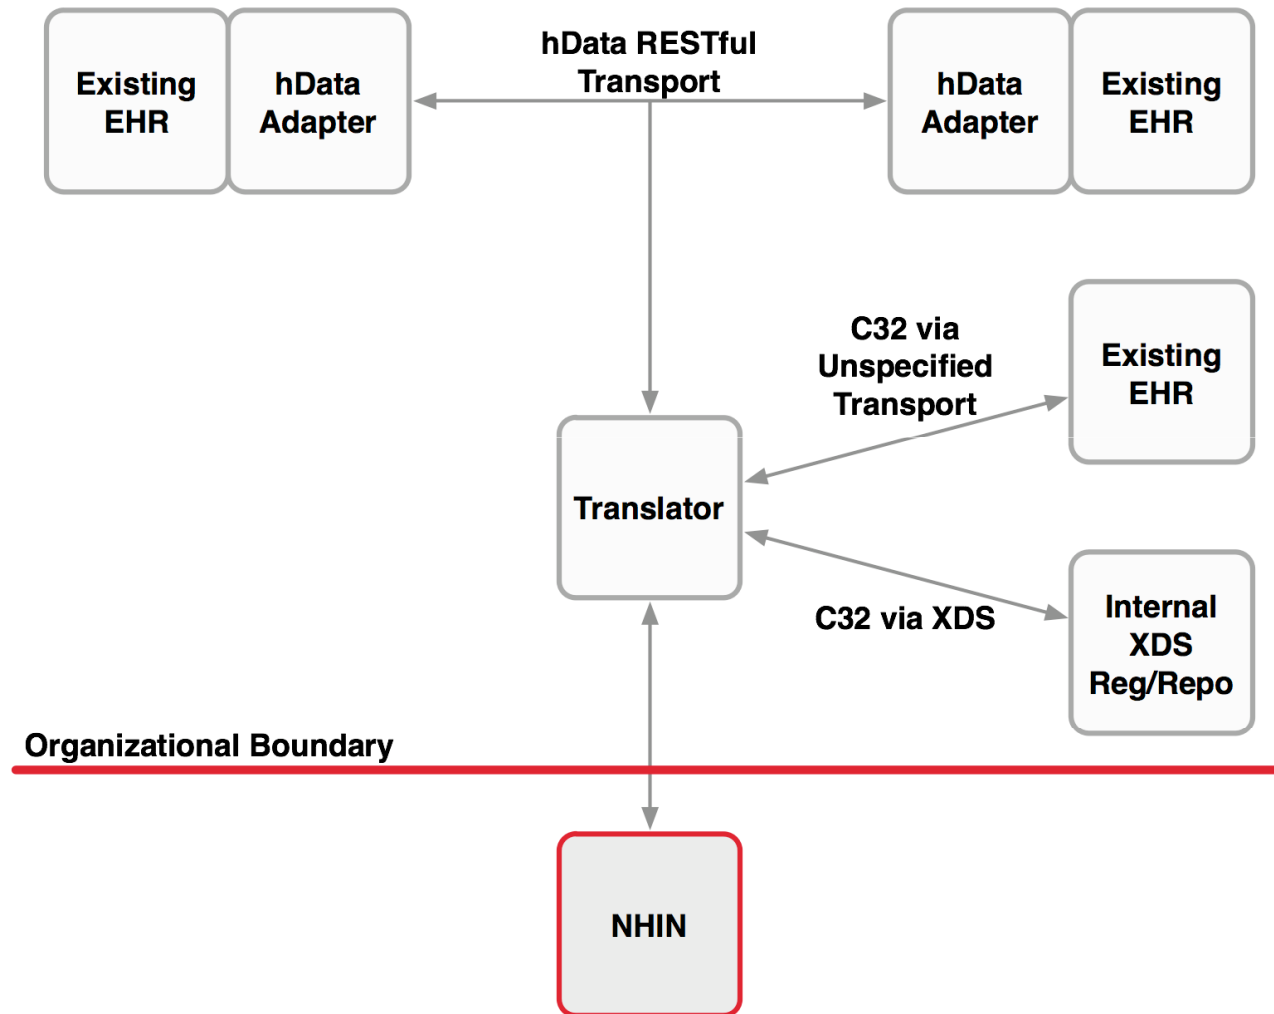 Existing
EHR
hData
Adapter
hData RESTful
Transport
hData
Adapter
Existing
EHR
C32 via
Unspecified
Transport
Existing
EHR
Translator
C32 via XDS
Internal
XDS
Reg/Repo
Organizational Boundary
NHIN